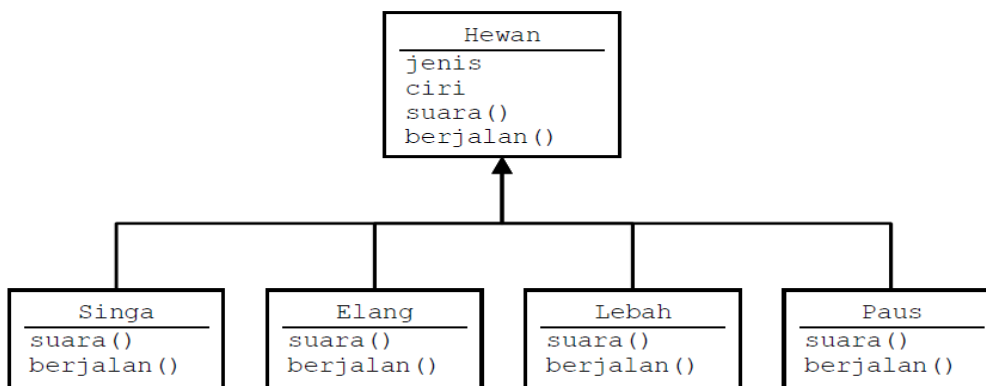 Hewan
jenis
ciri
suara()
berjalan()
Singa
suara()
berjalan()
Elang
suara()
berjalan()
Lebah
suara()
berjalan()
Paus
suara()
berjalan()